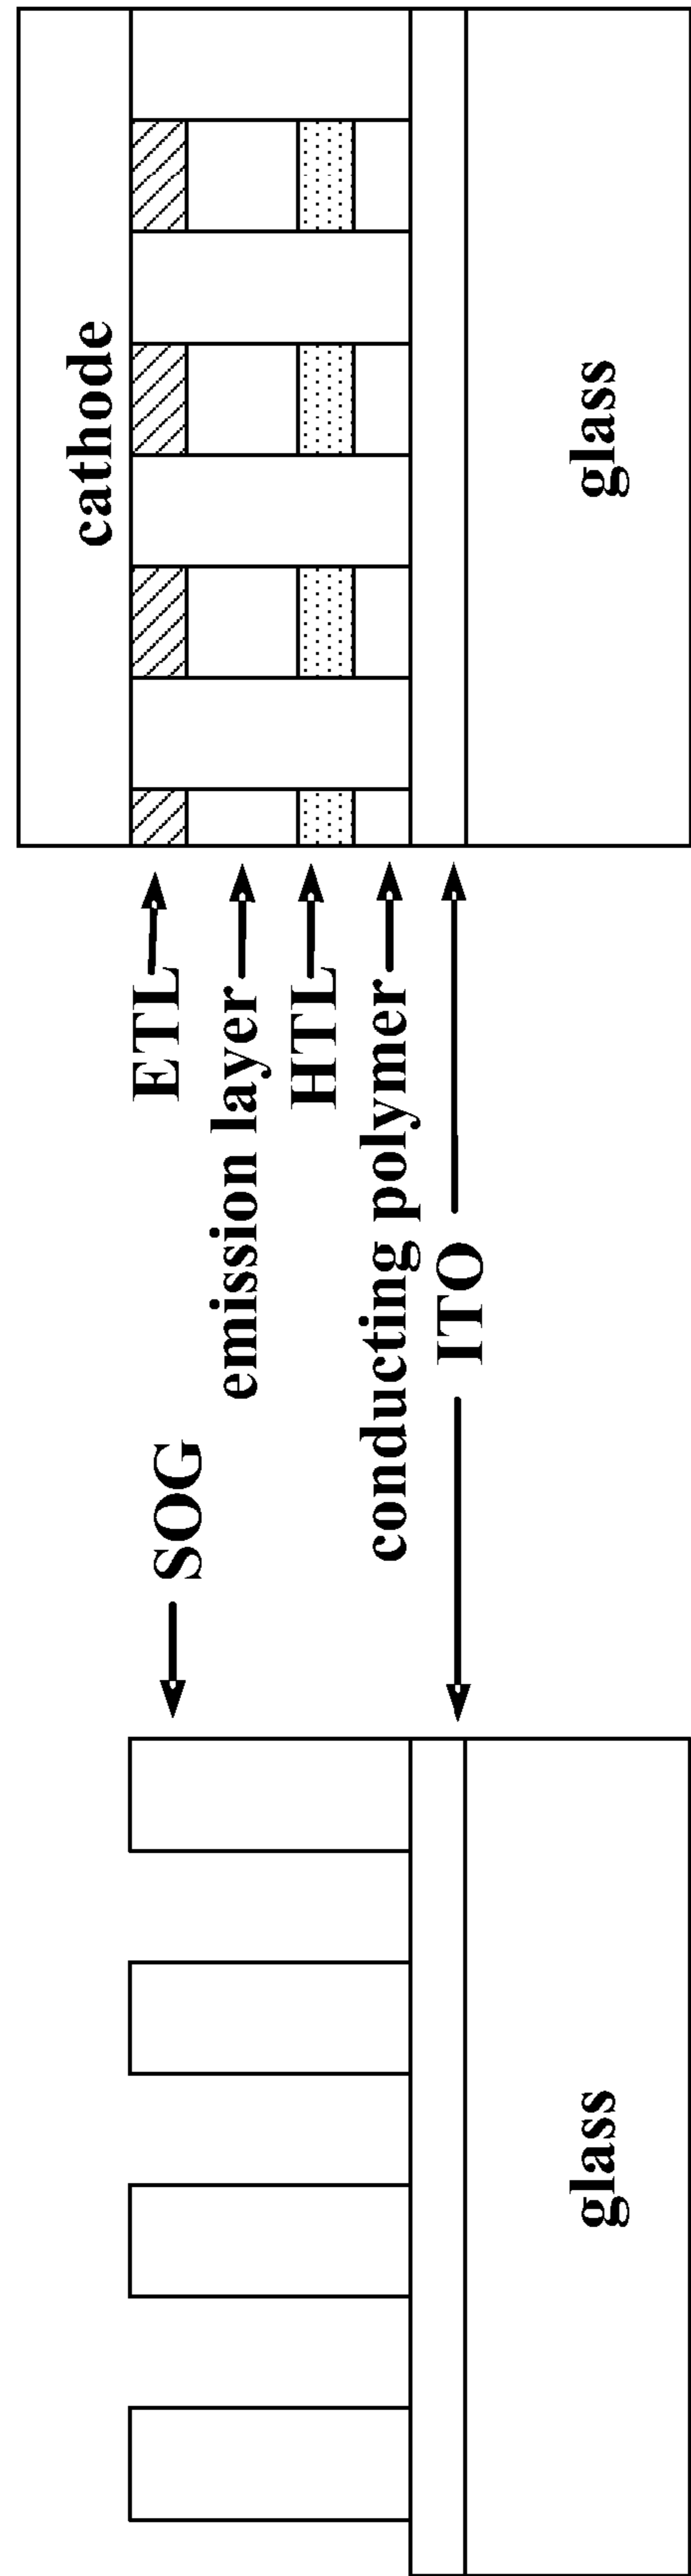 glass
SOG
ITO
cathode
ETL
emission layer
HTL
conducting polymer
glass